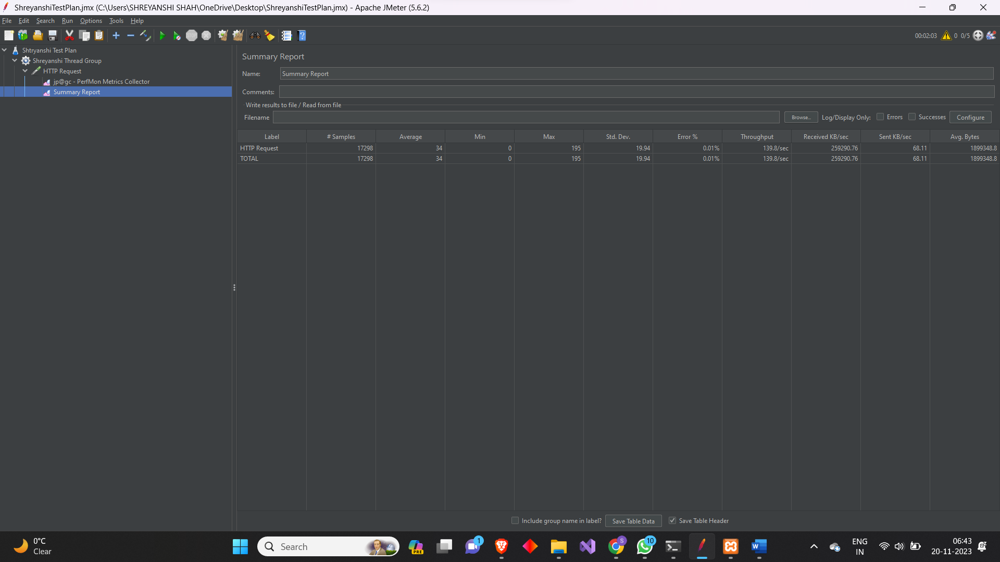 ShreyanshiTestPlan.jmx (C:\Users\SHREYANSHI SHAH\OneDrive\Desktop\ShreyanshiTestPlan.jmx) - Apache JMeter (5.6.2)
File Edit Search Run Options Tools Help
STOP 00:02:03 0 0/5
Shtryanshi Test Plan
Shreyanshi Thread Group
HTTP Request
jp@gc - PerfMon Metrics Collector
Summary Report
Summary Report
Name: Summary Report
Comments:
Write results to file / Read from file
Filename Browse... Log/Display Only: Errors Successes Configure
Label # Samples Average Min Max Std. Dev. Error % Throughput Received KB/sec Sent KB/sec Avg. Bytes
HTTP Request 17298 34 0 195 19.94 0.01% 139.8/sec 259290.76 68.11 1899348.8
TOTAL 17298 34 0 195 19.94 0.01% 139.8/sec 259290.76 68.11 1899348.8
Include group name in label? Save Table Data Save Table Header
0°C
Clear
Search
PRE
1
S
10
W
ENG
IN
06:43
20-11-2023